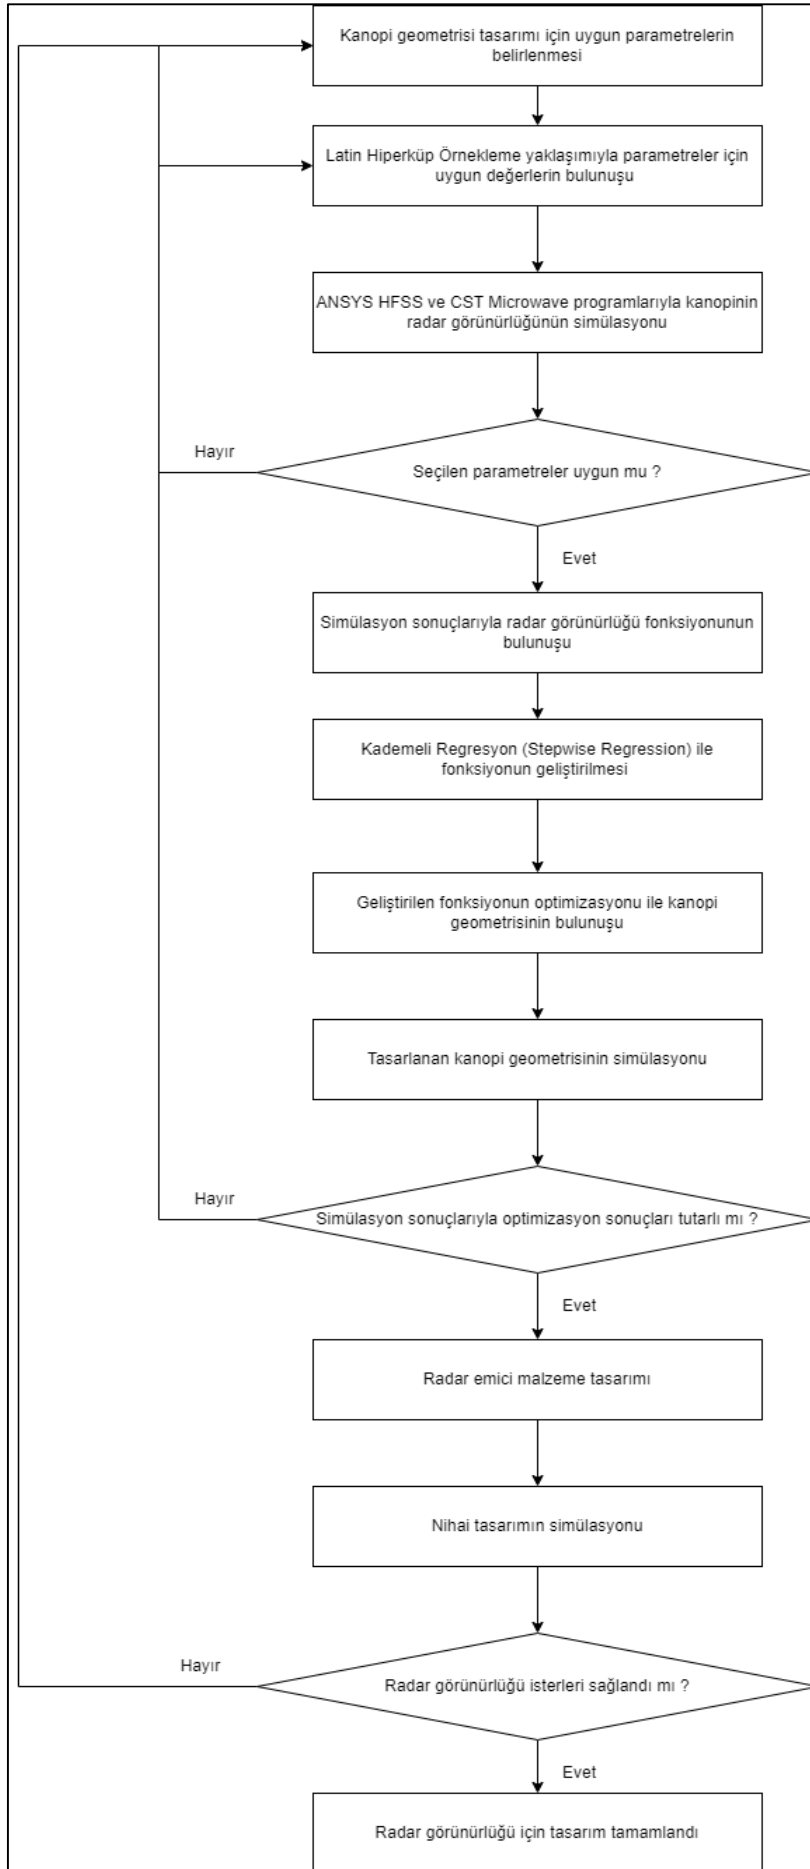 Kanopi geometrisi tasarımı için uygun parametrelerin
belirlenmesi
Latin Hiperküp Örnekleme yaklaşımıyla parametreler için
uygun değerlerin bulunuşu
ANSYS HFSS ve CST Microwave programlarıyla kanopinin
radar görünürlüğünün simülasyonu
Hayır
Seçilen parametreler uygun mu ?
Evet
Simülasyon sonuçlarıyla radar görünürlüğü fonksiyonunun
bulunuşu
Kademeli Regresyon (Stepwise Regression) ile
fonksiyonun geliştirilmesi
Geliştirilen fonksiyonun optimizasyonu ile kanopi
geometrisinin bulunuşu
Tasarlanan kanopi geometrisinin simülasyonu
Hayır
Simülasyon sonuçlarıyla optimizasyon sonuçları tutarlı mı ?
Evet
Radar emici malzeme tasarımı
Nihai tasarımın simülasyonu
Hayır
Radar görünürlüğü isterleri sağlandı mı ?
Evet
Radar görünürlüğü için tasarım tamamlandı